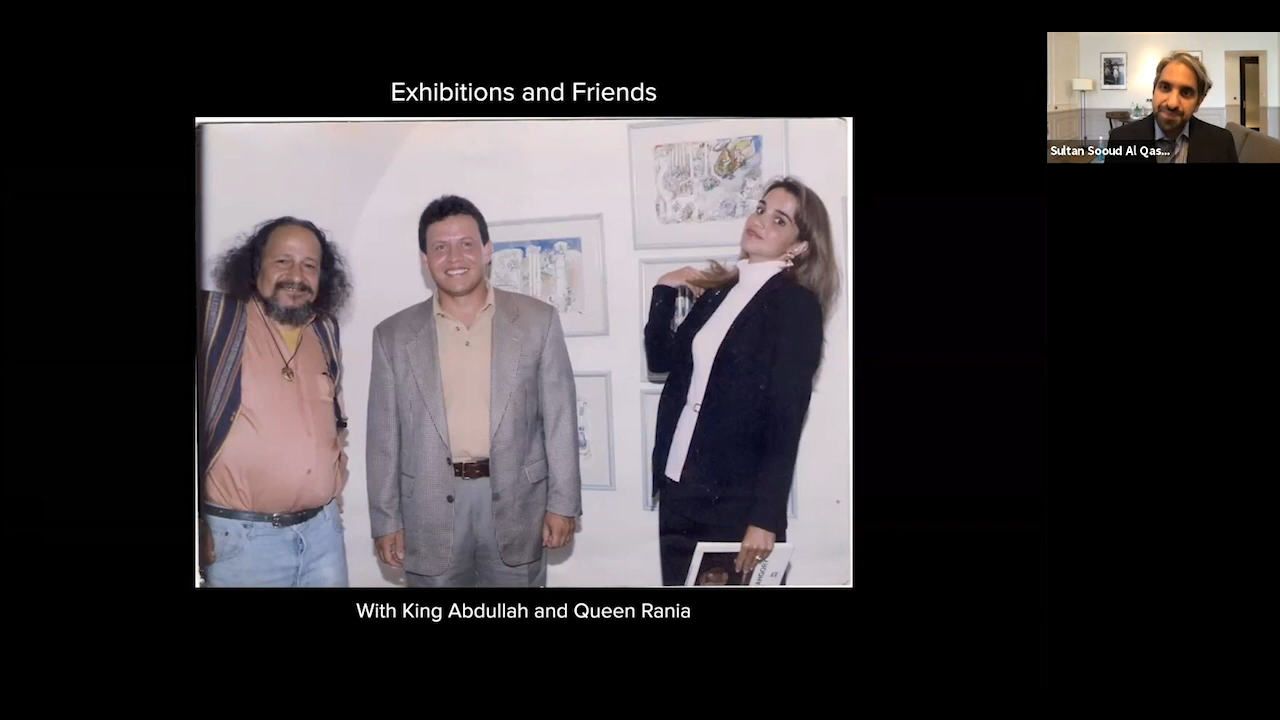 Exhibitions and Friends
Sultan Sooud Al Qas...
With King Abdullah and Queen Rania